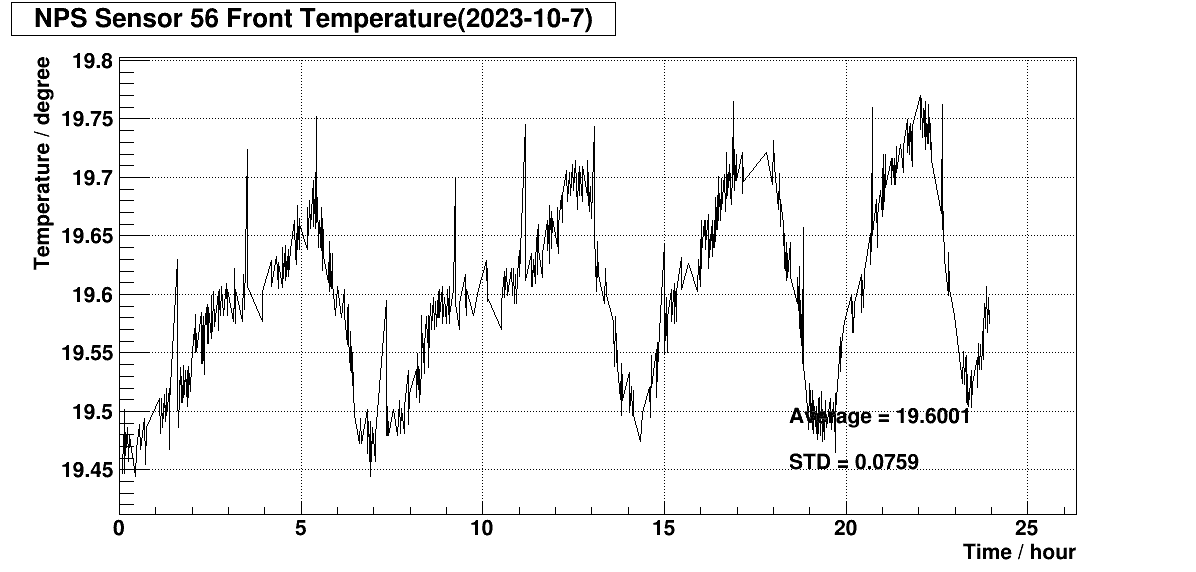 NPS Sensor 56 Front Temperature(2023-10-7)
Temperature / degree
19.8
19.75
19.7
19.65
19.6
19.55
19.5
19.45
Average = 19.6001
STD = 0.0759
0 5 10 15 20 25
Time / hour